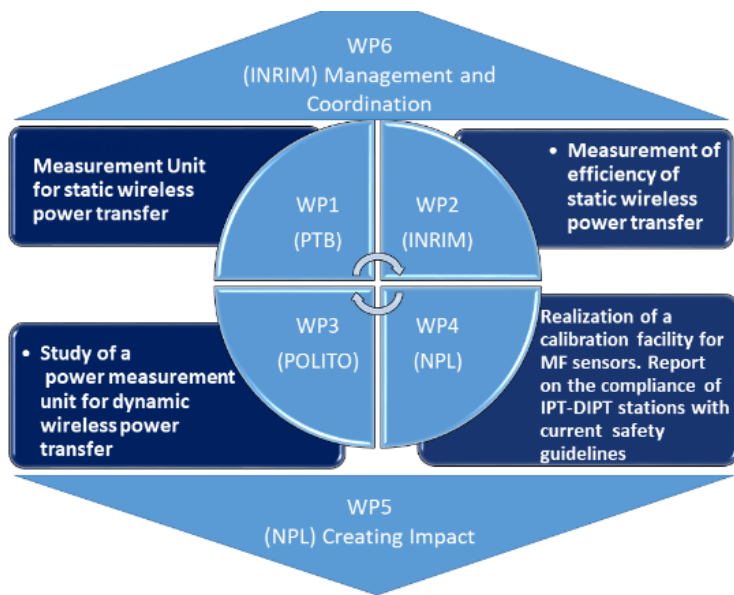 WP6
(INRIM) Management and
Coordination
Measurement Unit
for static wireless
power transfer
WP1
(PTB)
WP2
(INRIM)
• Measurement of
efficiency of
static wireless
power transfer
• Study of a
power measurement
unit for dynamic
wireless power
transfer
WP3
(POLITO)
WP4
(NPL)
Realization of a
calibration facility for
MF sensors. Report
on the compliance of
IPT-DIPT stations with
current safety
guidelines
WP5
(NPL) Creating Impact